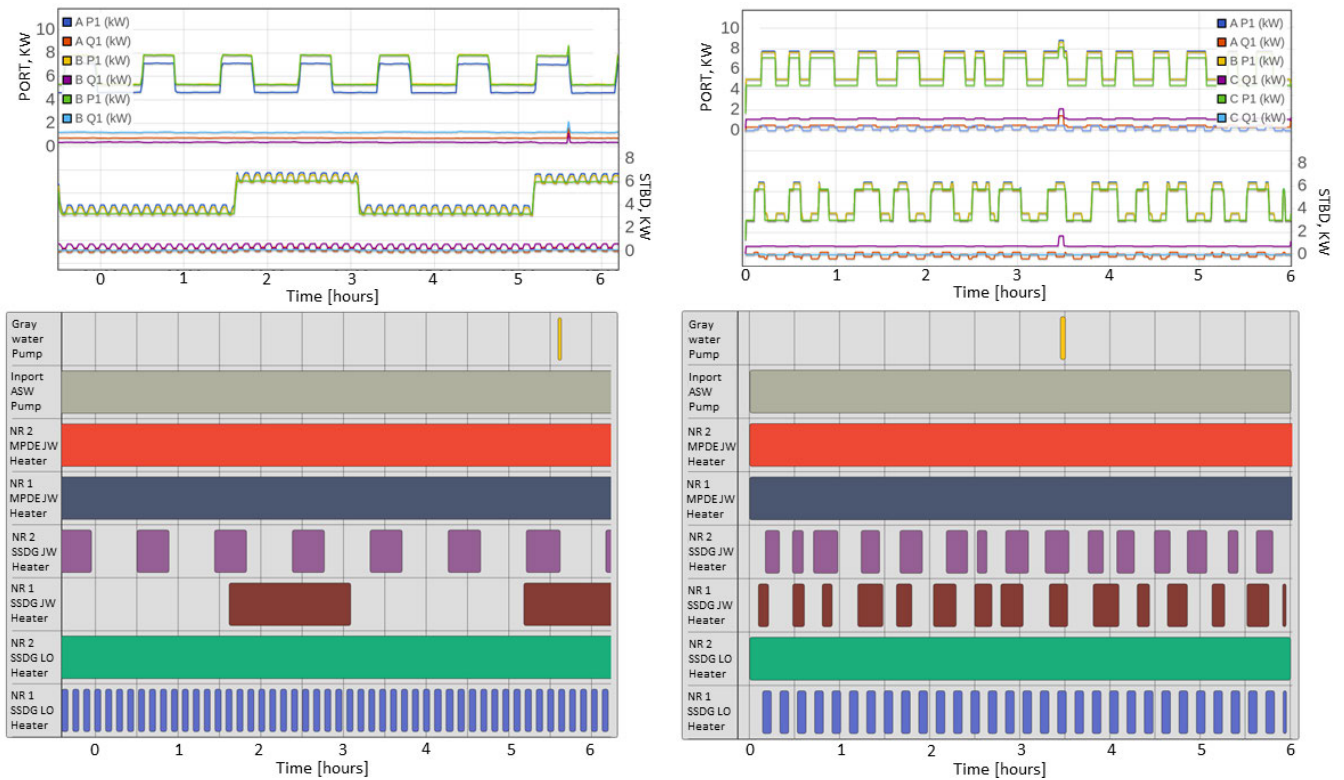 PORT, KW
10
8
6
4
2
0
A P1 (kW)
A Q1 (kW)
B P1 (kW)
B Q1 (kW)
B P1 (kW)
B Q1 (kW)
8
6
4
2
0
STBD, KW
0 1 2 3 4 5 6
Time [hours]
PORT, KW
10
8
6
4
2
0
A P1 (kW)
A Q1 (kW)
B P1 (kW)
C Q1 (kW)
C P1 (kW)
C Q1 (kW)
8
6
4
2
0
STBD, KW
0 1 2 3 4 5 6
Time [hours]
Gray
water
Pump
Inport
ASW
Pump
NR 2
MPDEJW
Heater
NR 1
MPDEJW
Heater
NR 2
SSDG JW
Heater
NR 1
SSDG JW
Heater
NR 2
SSDG LO
Heater
NR 1
SSDG LO
Heater
0 1 2 3 4 5 6
Time [hours]
Gray
water
Pump
Inport
ASW
Pump
NR 2
MPDEJW
Heater
NR 1
MPDEJW
Heater
NR 2
SSDG JW
Heater
NR 1
SSDG JW
Heater
NR 2
SSDG LO
Heater
NR 1
SSDG LO
Heater
0 1 2 3 4 5 6
Time [hours]